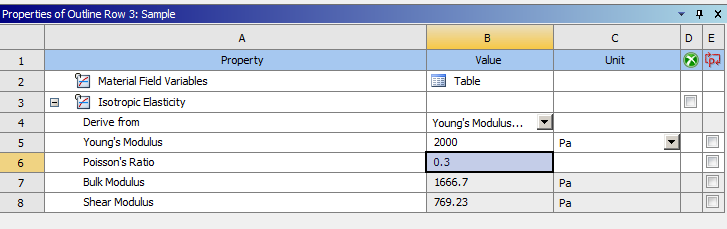 Properties of Outline Row 3: Sample
A B C D E
1 Property Value Unit
2 Material Field Variables Table
3 Isotropic Elasticity
4 Derive from Young's Modulus...
5 Young's Modulus 2000 Pa
6 Poisson's Ratio 0.3
7 Bulk Modulus 1666.7 Pa
8 Shear Modulus 769.23 Pa